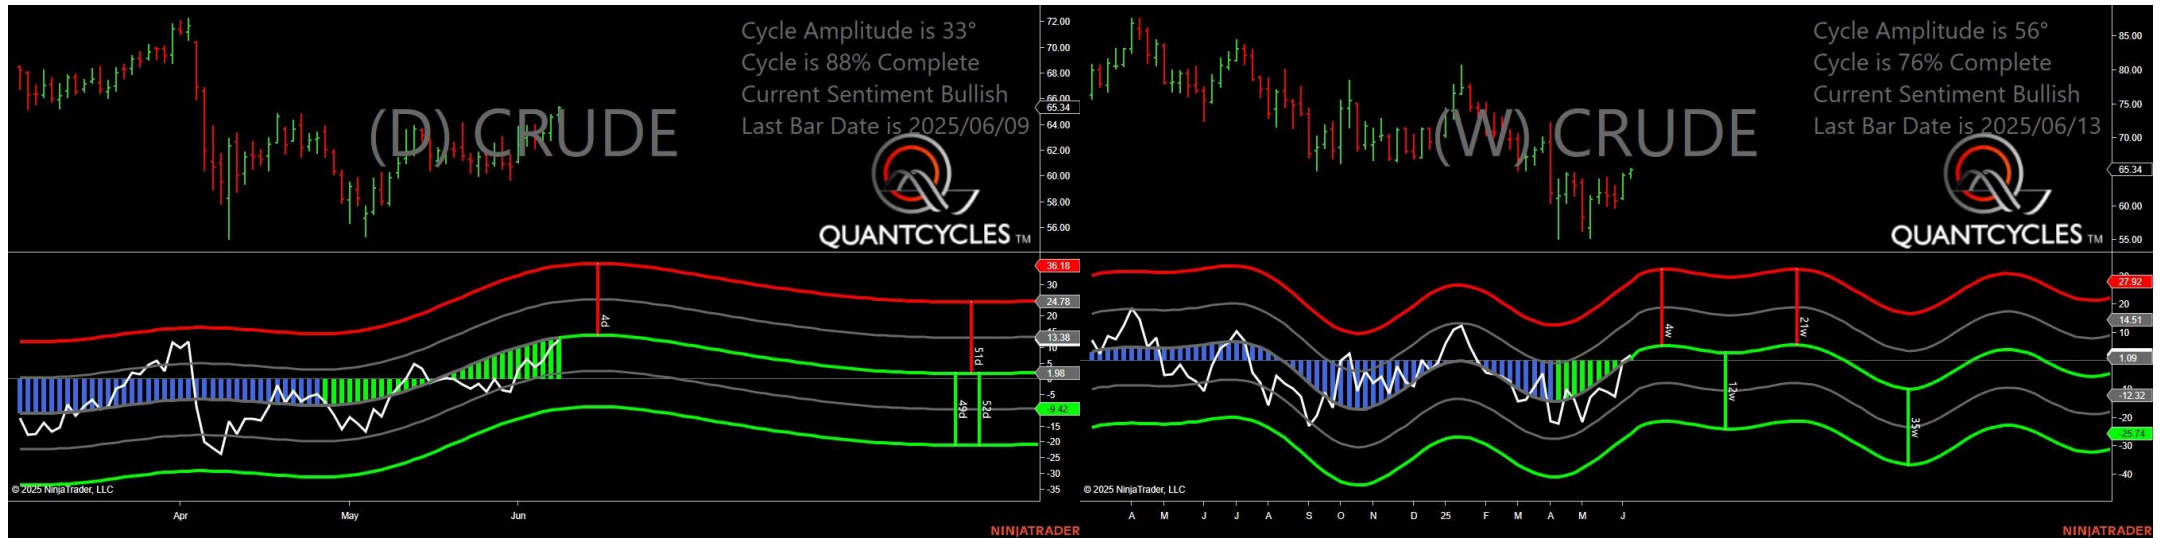 Cycle Amplitude is 33°
Cycle is 88% Complete
Current Sentiment Bullish
Last Bar Date is 2025/06/09
(D) CRUDE
QUANTCYCLES TM
72.00
70.00
68.00
66.00
65.34
64.00
62.00
60.00
58.00
56.00
36.18
30
24.78
20
13.38
10
5
1.98
-5
-9.42
-15
-20
-25
-30
-35
4d
51d
49d
52d
© 2025 NinjaTrader, LLC
Apr
May
Jun
NINJATRADER
Cycle Amplitude is 56°
Cycle is 76% Complete
Current Sentiment Bullish
Last Bar Date is 2025/06/13
(W) CRUDE
QUANTCYCLES TM
85.00
80.00
75.00
70.00
65.34
60.00
55.00
27.92
20
14.51
10
1.09
-12.32
-20
-25.74
-30
-40
4w
21w
12w
35w
© 2025 NinjaTrader, LLC
A M J J A S O N D 25 F M A M J
NINJATRADER